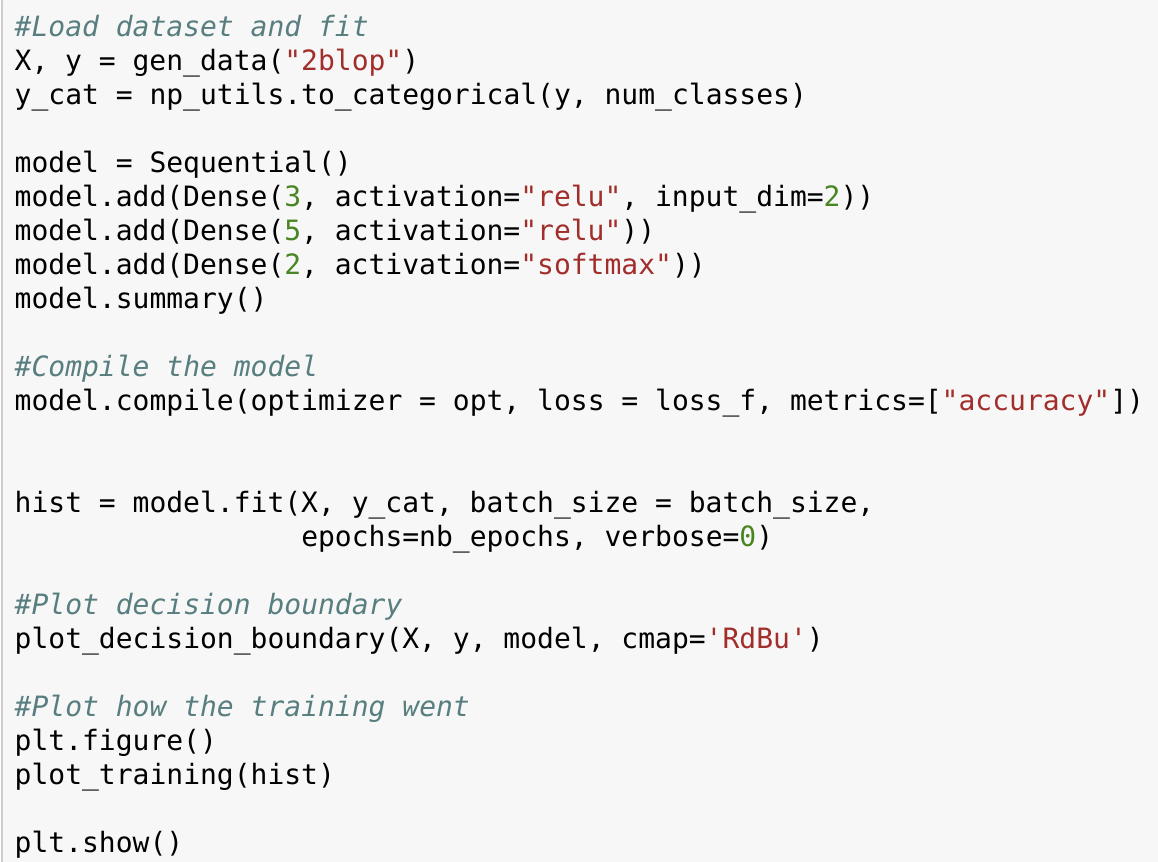 #Load dataset and fit
X, y = gen_data("2blop")
y_cat = np_utils.to_categorical(y, num_classes)

model = Sequential()
model.add(Dense(3, activation="relu", input_dim=2))
model.add(Dense(5, activation="relu"))
model.add(Dense(2, activation="softmax"))
model.summary()

#Compile the model
model.compile(optimizer = opt, loss = loss_f, metrics=["accuracy"])


hist = model.fit(X, y_cat, batch_size = batch_size,
                 epochs=nb_epochs, verbose=0)

#Plot decision boundary
plot_decision_boundary(X, y, model, cmap='RdBu')

#Plot how the training went
plt.figure()
plot_training(hist)

plt.show()